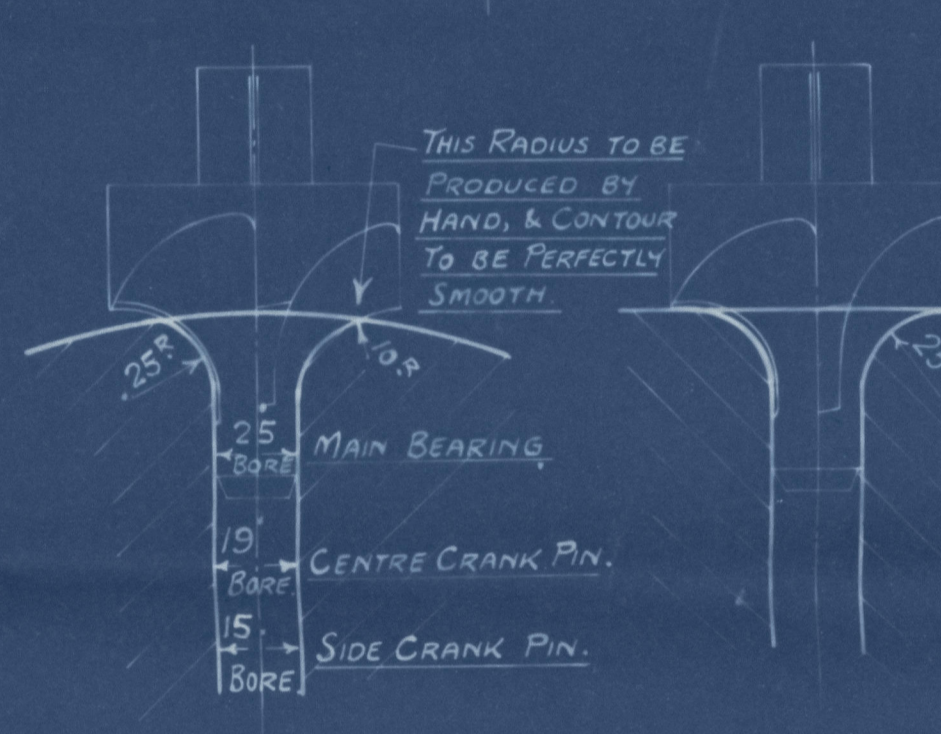 THIS RADIUS TO BE
PRODUCED BY
HAND, & CONTOUR
TO BE PERFECTLY
SMOOTH.
.25R.
10.R
25
BORE
MAIN BEARING.
19
BORE.
CENTRE CRANK PIN.
15.
BORE.
SIDE CRANK PIN.